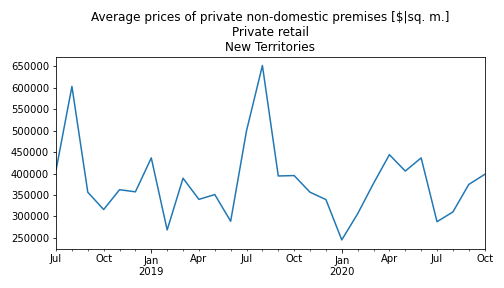 Average prices of private non-domestic premises [$|sq. m.]
Private retail
New Territories
650000
600000
550000
500000
450000
400000
350000
300000
250000
Jul Oct Jan Apr Jul Oct Jan Apr Jul Oct
2019 2020